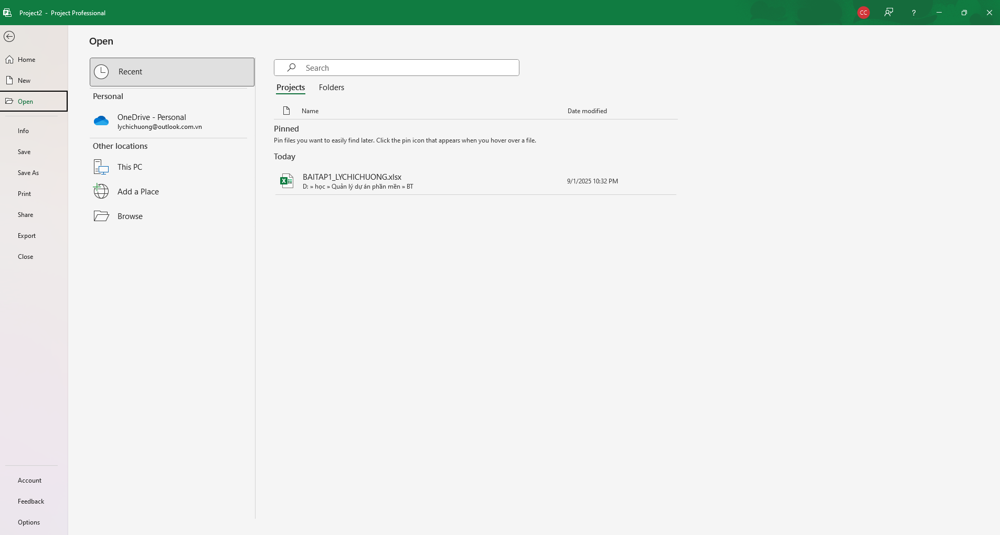 Project2 - Project Professional
CC
?
Open
Home
New
Open
Info
Save
Save As
Print
Share
Export
Close
Account
Feedback
Options
Recent
Personal
OneDrive - Personal
lychichuong@outlook.com.vn
Other locations
This PC
Add a Place
Browse
Search
Projects Folders
Name Date modified
Pinned
Pin files you want to easily find later. Click the pin icon that appears when you hover over a file.
Today
BAITAP1_LYCHICHUONG.xlsx
D: » học » Quản lý dự án phần mền » BT
9/1/2025 10:32 PM